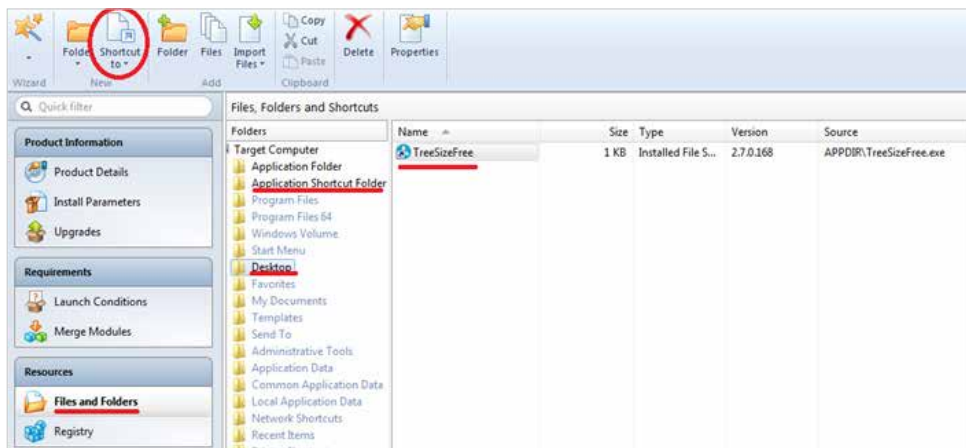 Folder
Shortcut to
Folder
Files
Import Files
Copy
Cut
Paste
Delete
Properties
Wizard
New
Add
Clipboard
Quick filter
Product Information
Product Details
Install Parameters
Upgrades
Requirements
Launch Conditions
Merge Modules
Resources
Files and Folders
Registry
Files, Folders and Shortcuts
Folders
Target Computer
Application Folder
Application Shortcut Folder
Program Files
Program Files 64
Windows Volume
Start Menu
Desktop
Favorites
My Documents
Templates
Send To
Administrative Tools
Application Data
Common Application Data
Local Application Data
Network Shortcuts
Recent Items
Name Size Type Version Source
TreeSizeFree 1 KB Installed File S... 2.7.0.168 APPDIR\TreeSizeFree.exe